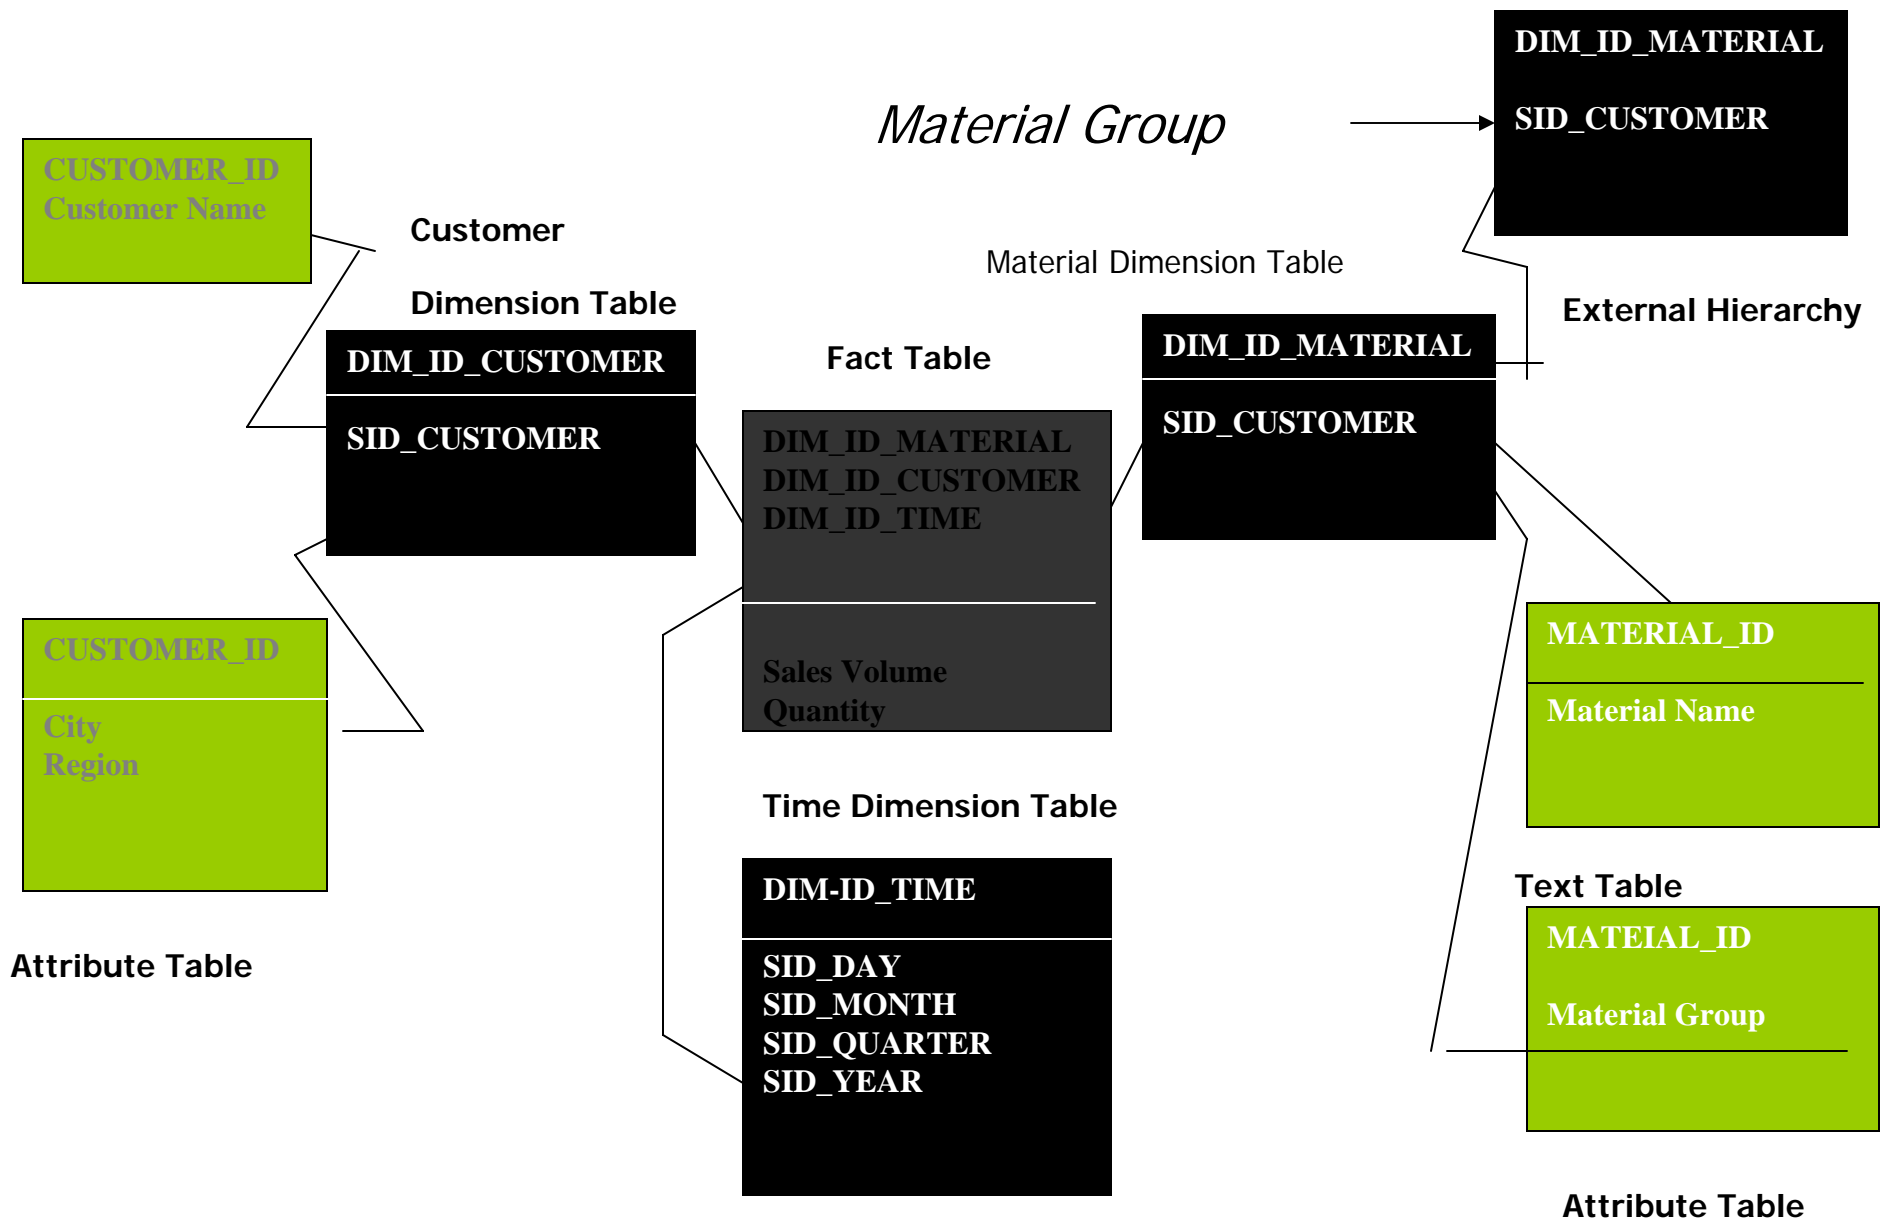 DIM_ID_MATERIAL
SID_CUSTOMER
Material Group
CUSTOMER_ID
Customer Name
Customer
Dimension Table
Material Dimension Table
External Hierarchy
DIM_ID_CUSTOMER
SID_CUSTOMER
Fact Table
DIM_ID_MATERIAL
SID_CUSTOMER
DIM_ID_MATERIAL
DIM_ID_CUSTOMER
DIM_ID_TIME
Sales Volume
Quantity
CUSTOMER_ID
City
Region
Attribute Table
MATERIAL_ID
Material Name
Text Table
Time Dimension Table
DIM-ID_TIME
SID_DAY
SID_MONTH
SID_QUARTER
SID_YEAR
MATEIAL_ID
Material Group
Attribute Table